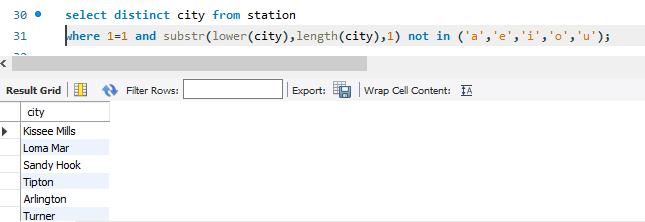 30 select distinct city from station
31 where 1=1 and substr(lower(city),length(city),1) not in ('a','e','i','o','u');
Result Grid Filter Rows: Export: Wrap Cell Content: IA
city
Kissee Mills
Loma Mar
Sandy Hook
Tipton
Arlington
Turner